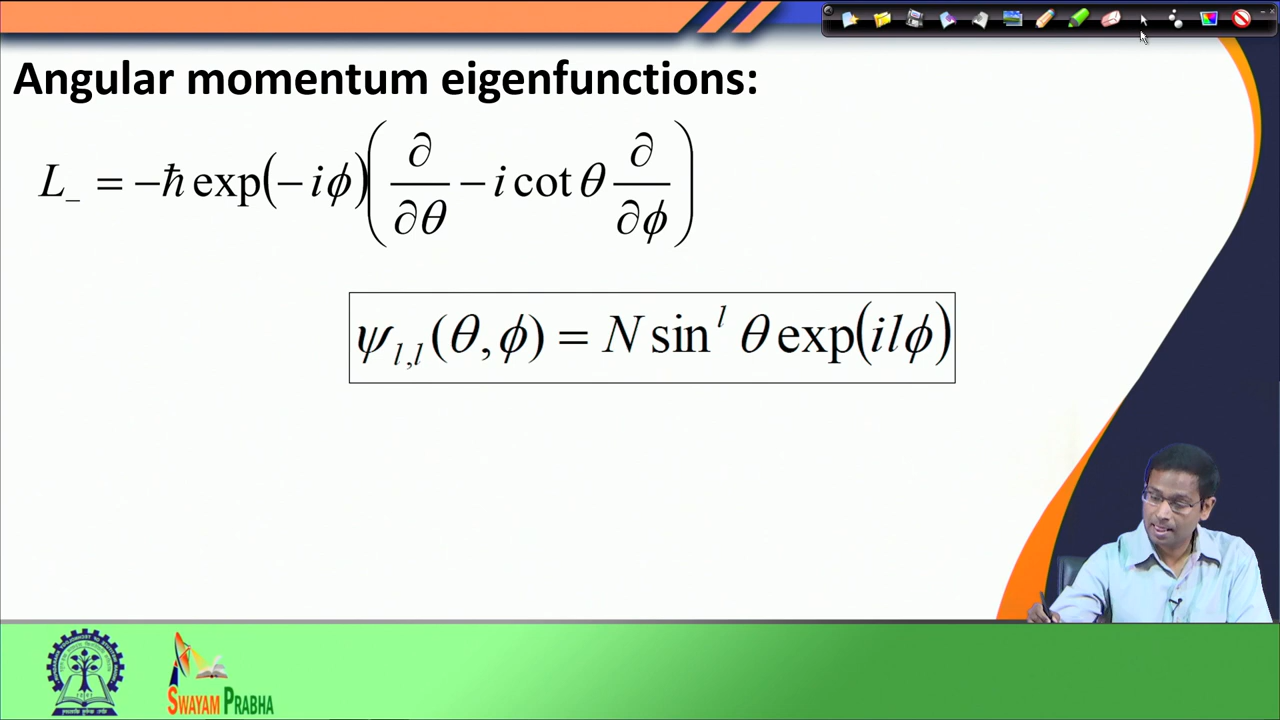 Angular momentum eigenfunctions:
L₋ = −ℏ exp(−iϕ)(∂/∂θ − i cot θ ∂/∂ϕ)
ψ_{l,l}(θ,ϕ) = N sin^l θ exp(ilϕ)
SWAYAM PRABHA